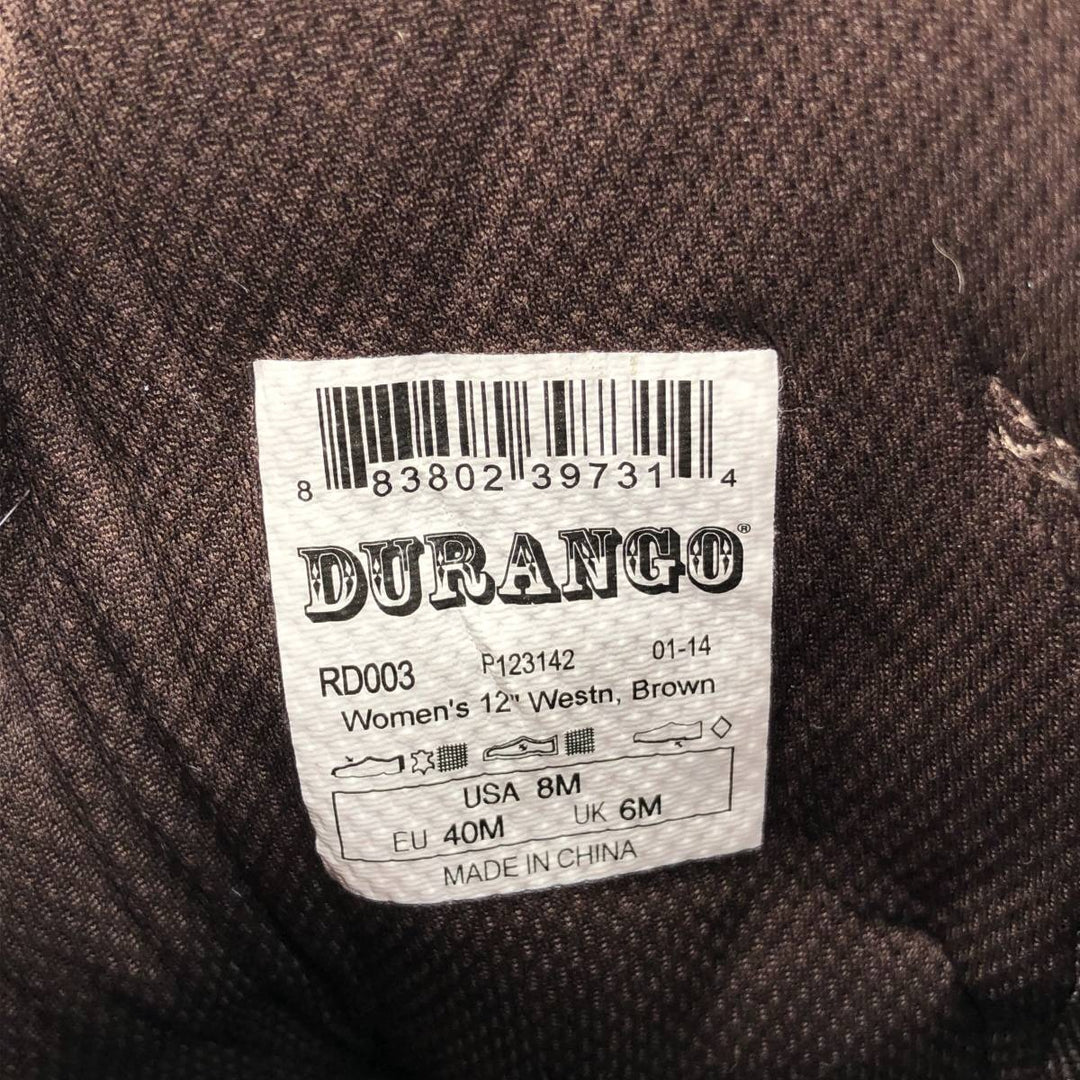 8 83802 39731 4
DURANGO®
RD003 P123142 01-14
Women's 12" Westn, Brown
USA 8M
EU 40M UK 6M
MADE IN CHINA